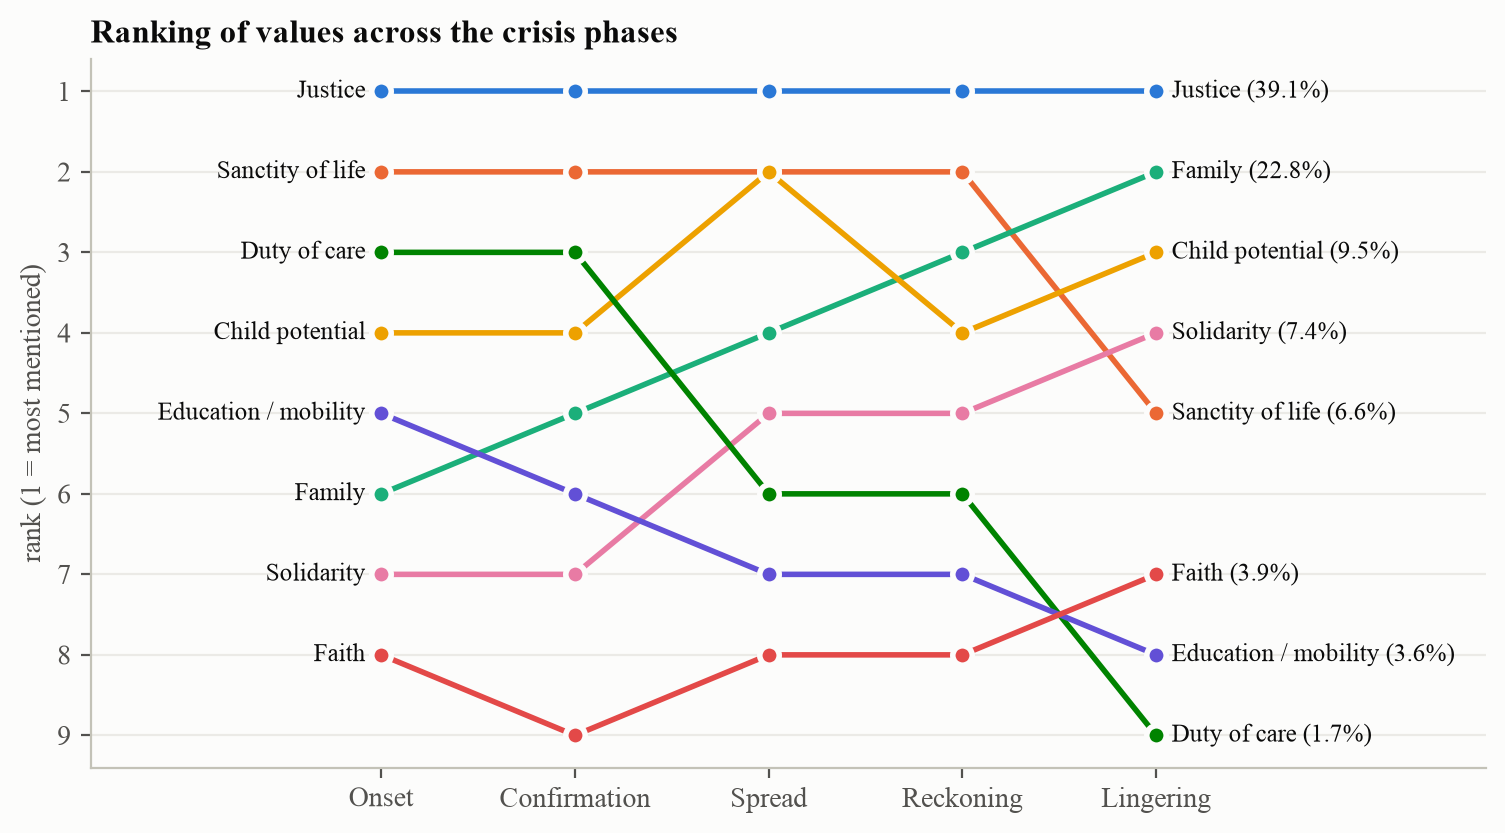 Ranking of values across the crisis phases
rank (1 = most mentioned)
1
2
3
4
5
6
7
8
9
Justice
Sanctity of life
Duty of care
Child potential
Education / mobility
Family
Solidarity
Faith
Justice (39.1%)
Family (22.8%)
Child potential (9.5%)
Solidarity (7.4%)
Sanctity of life (6.6%)
Faith (3.9%)
Education / mobility (3.6%)
Duty of care (1.7%)
Onset
Confirmation
Spread
Reckoning
Lingering